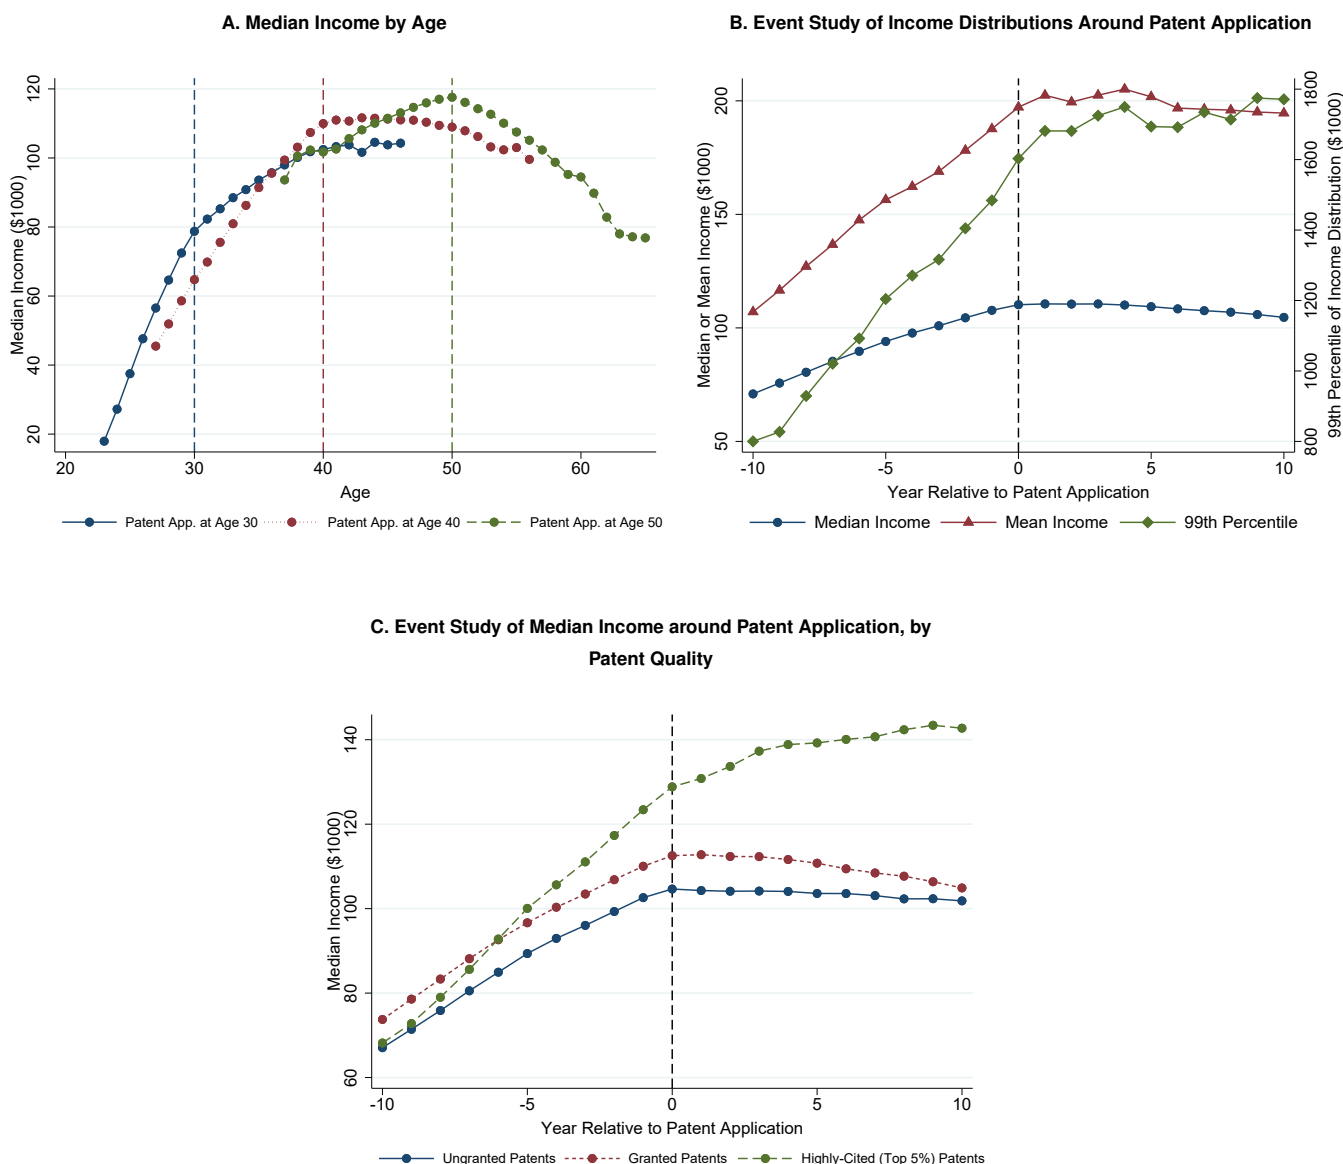 A. Median Income by Age
Median Income ($1000)
120
100
80
60
40
20
20 30 40 50 60
Age
Patent App. at Age 30 Patent App. at Age 40 Patent App. at Age 50
B. Event Study of Income Distributions Around Patent Application
Median or Mean Income ($1000)
200
150
100
50
99th Percentile of Income Distribution ($1000)
1800
1600
1400
1200
1000
800
-10 -5 0 5 10
Year Relative to Patent Application
Median Income Mean Income 99th Percentile
C. Event Study of Median Income around Patent Application, by
Patent Quality
Median Income ($1000)
140
120
100
80
60
-10 -5 0 5 10
Year Relative to Patent Application
Ungranted Patents Granted Patents Highly-Cited (Top 5%) Patents